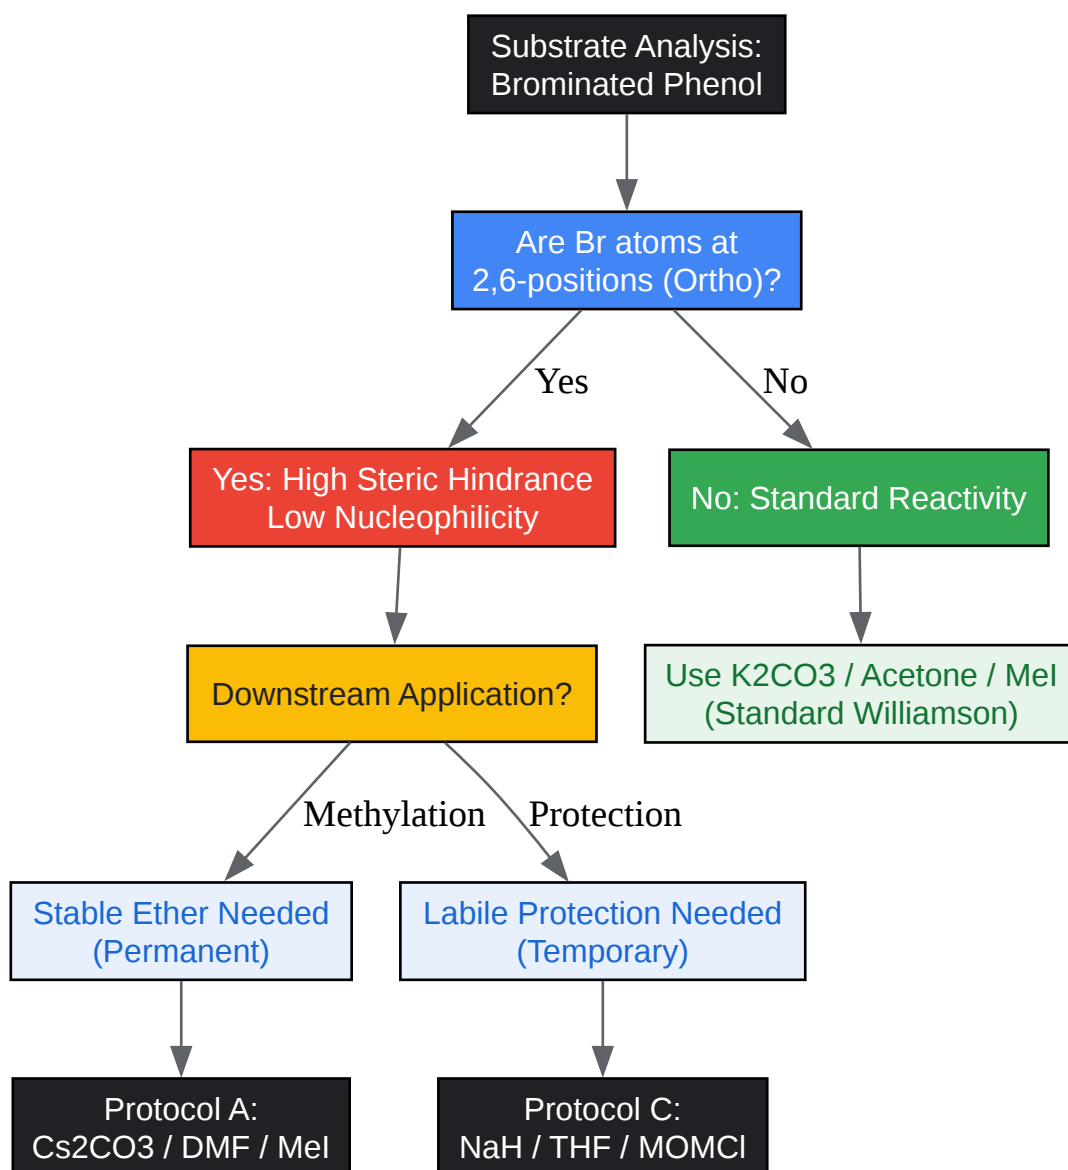 Substrate Analysis:
Brominated Phenol
Are Br atoms at
2,6-positions (Ortho)?
Yes
No
Yes: High Steric Hindrance
Low Nucleophilicity
No: Standard Reactivity
Downstream Application?
Use K2CO3 / Acetone / MeI
(Standard Williamson)
Methylation
Protection
Stable Ether Needed
(Permanent)
Labile Protection Needed
(Temporary)
Protocol A:
Cs2CO3 / DMF / MeI
Protocol C:
NaH / THF / MOMCl